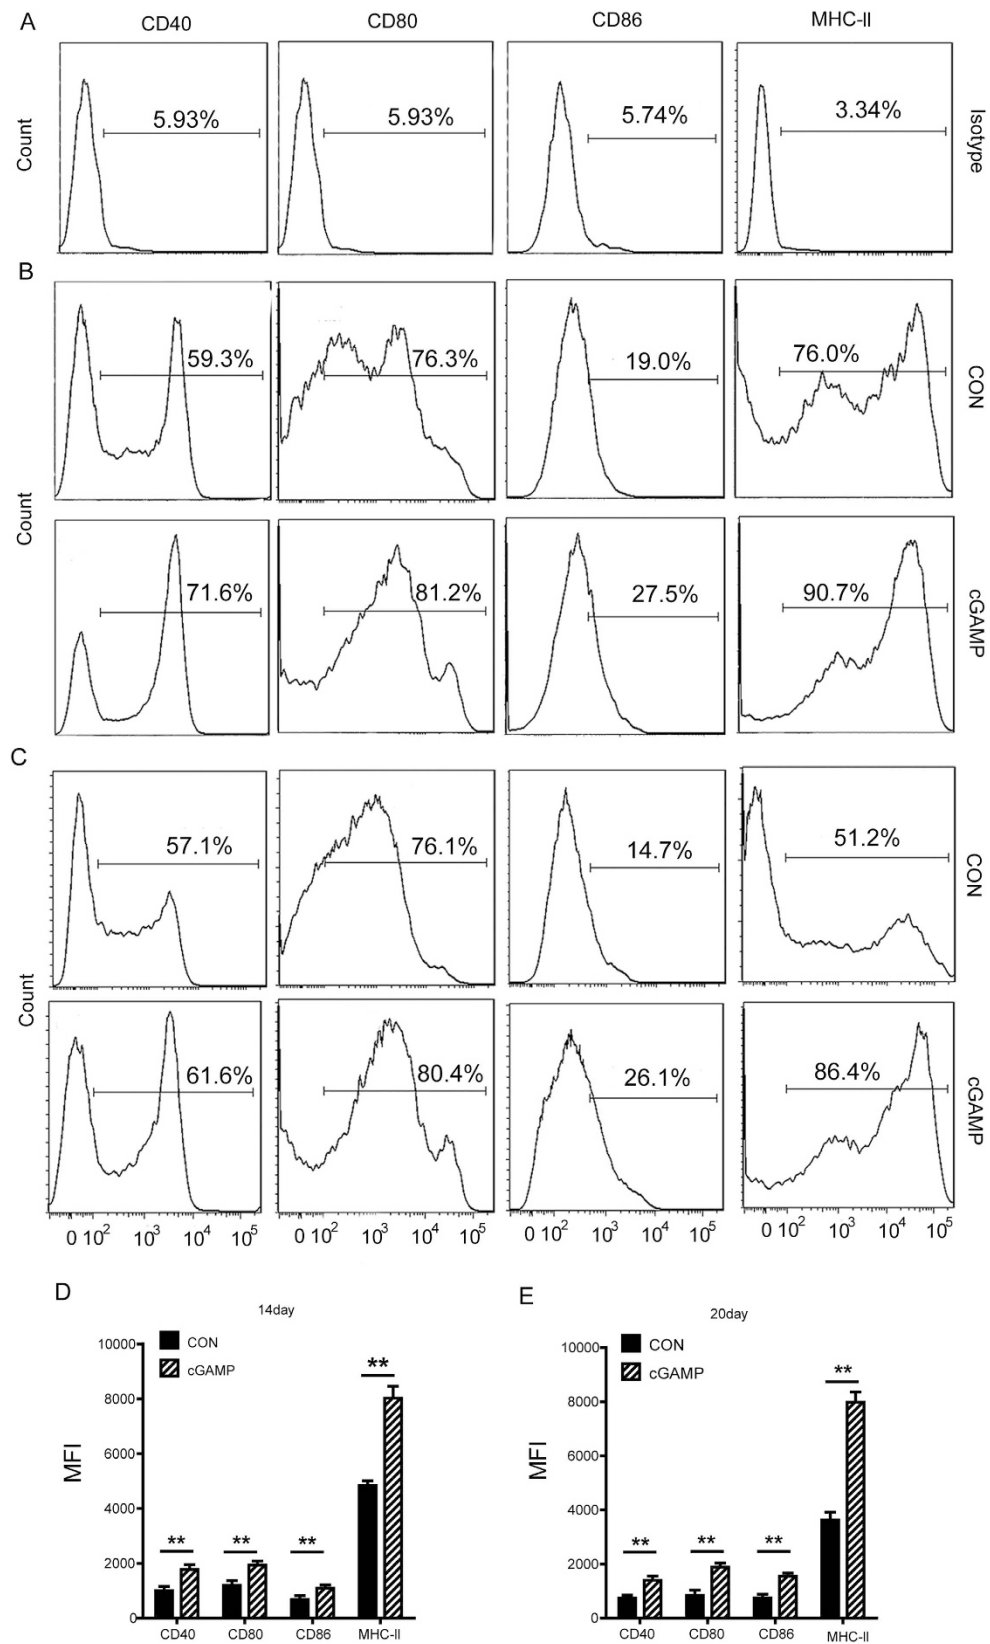 A
CD40 CD80 CD86 MHC-II
Count 5.93% 5.93% 5.74% 3.34% Isotype
B
59.3% 76.3% 19.0% 76.0% CON
Count
71.6% 81.2% 27.5% 90.7% cGAMP
C
57.1% 76.1% 14.7% 51.2% CON
Count
61.6% 80.4% 26.1% 86.4% cGAMP
0 10² 10³ 10⁴ 10⁵ 0 10² 10³ 10⁴ 10⁵ 0 10² 10³ 10⁴ 10⁵ 0 10² 10³ 10⁴ 10⁵
D
14day
CON
cGAMP
MFI
10000
8000
6000
4000
2000
0
**
**
**
**
CD40 CD80 CD86 MHC-II
E
20day
CON
cGAMP
MFI
10000
8000
6000
4000
2000
0
**
**
**
**
CD40 CD80 CD86 MHC-II